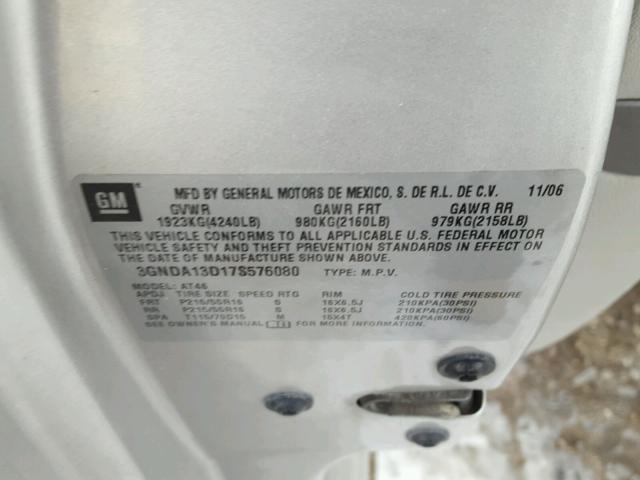 GM MFD BY GENERAL MOTORS DE MEXICO, S. DE R.L. DE C.V. 11/06
GVWR GAWR FRT GAWR RR
1923KG(4240LB) 980KG(2160LB) 979KG(2158LB)
THIS VEHICLE CONFORMS TO ALL APPLICABLE U.S. FEDERAL MOTOR
VEHICLE SAFETY AND THEFT PREVENTION STANDARDS IN EFFECT ON
THE DATE OF MANUFACTURE SHOWN ABOVE.
3GNDA13D17S576080 TYPE: M.P.V.
MODEL: AT46
TIRE SIZE SPEED RTG RIM COLD TIRE PRESSURE
FRT P215/55R16 S 16X6.5J 210KPA(30PSI)
RR P215/55R16 S 16X6.5J 210KPA(30PSI)
SPA T115/70D15 M 15X4T 420KPA(60PSI)
SEE OWNER'S MANUAL FOR MORE INFORMATION.